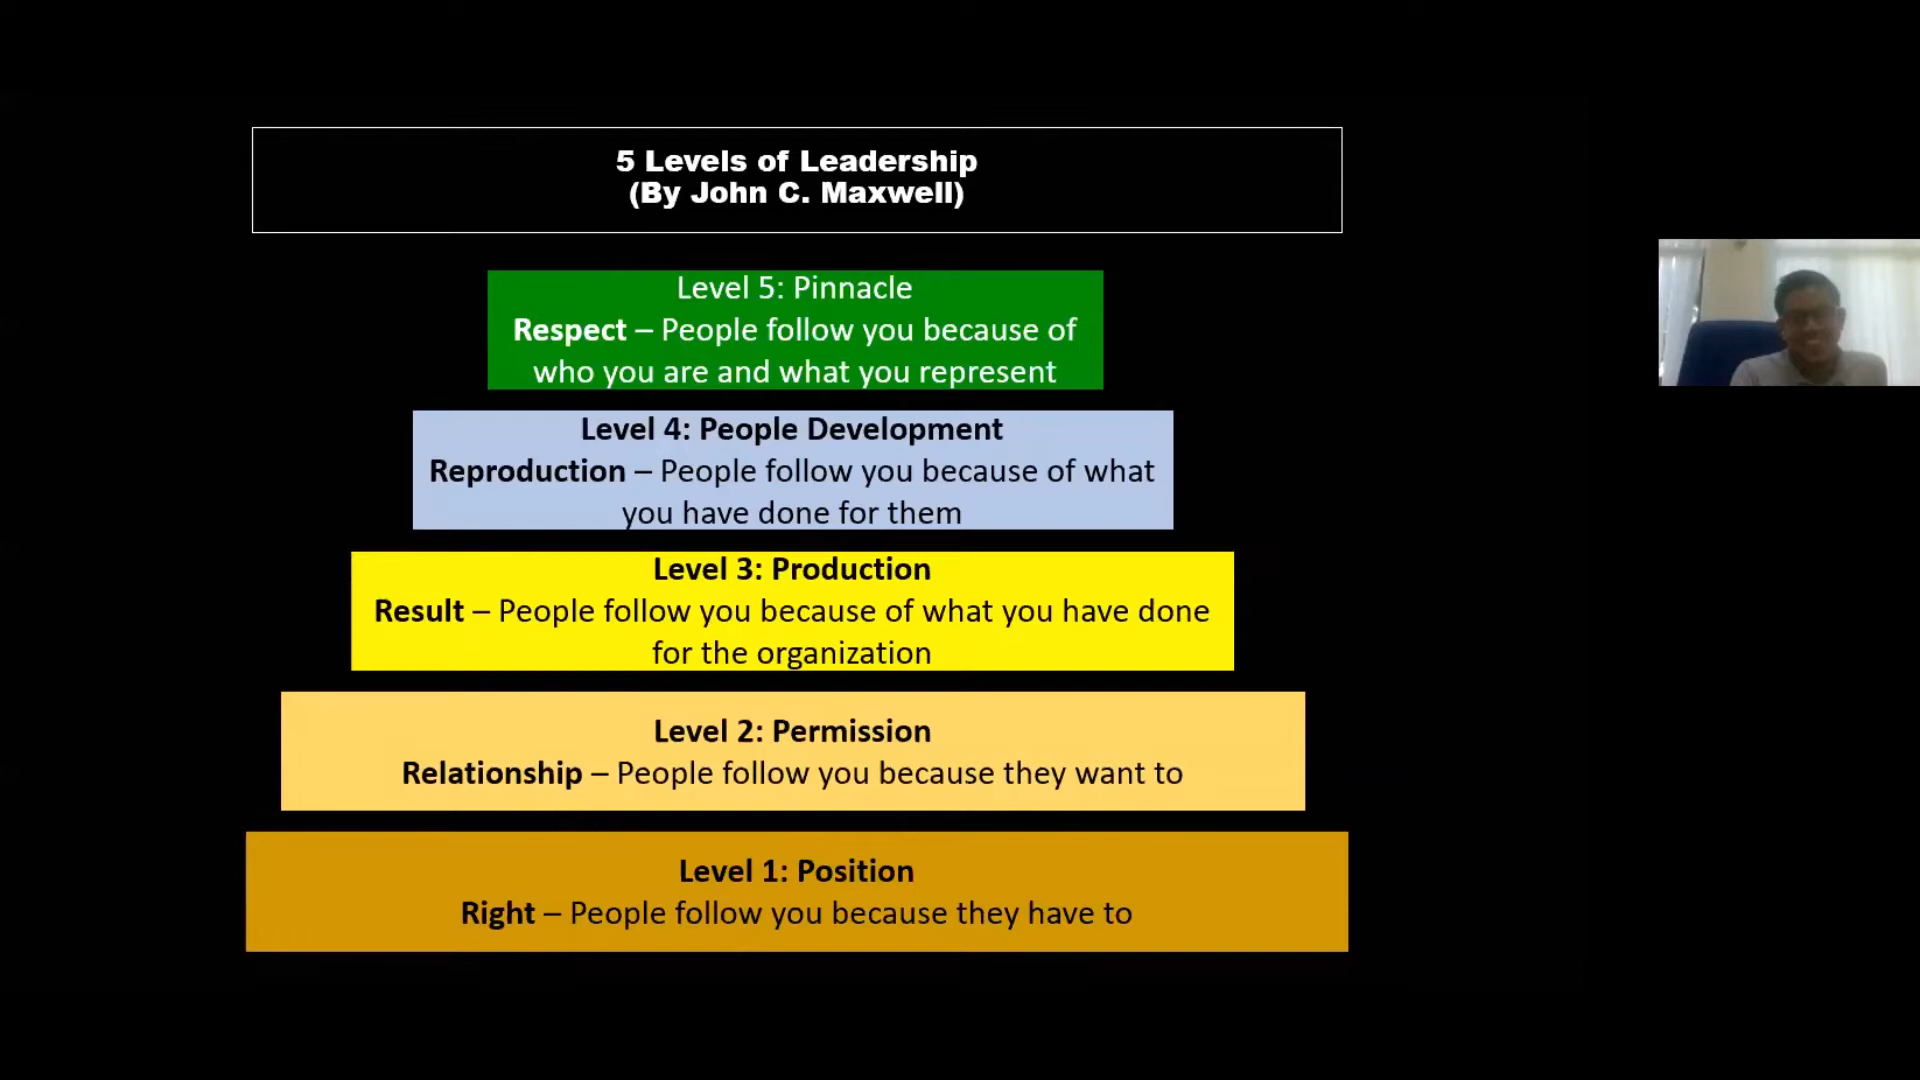 5 Levels of Leadership
(By John C. Maxwell)
Level 5: Pinnacle
Respect – People follow you because of
who you are and what you represent
Level 4: People Development
Reproduction – People follow you because of what
you have done for them
Level 3: Production
Result – People follow you because of what you have done
for the organization
Level 2: Permission
Relationship – People follow you because they want to
Level 1: Position
Right – People follow you because they have to